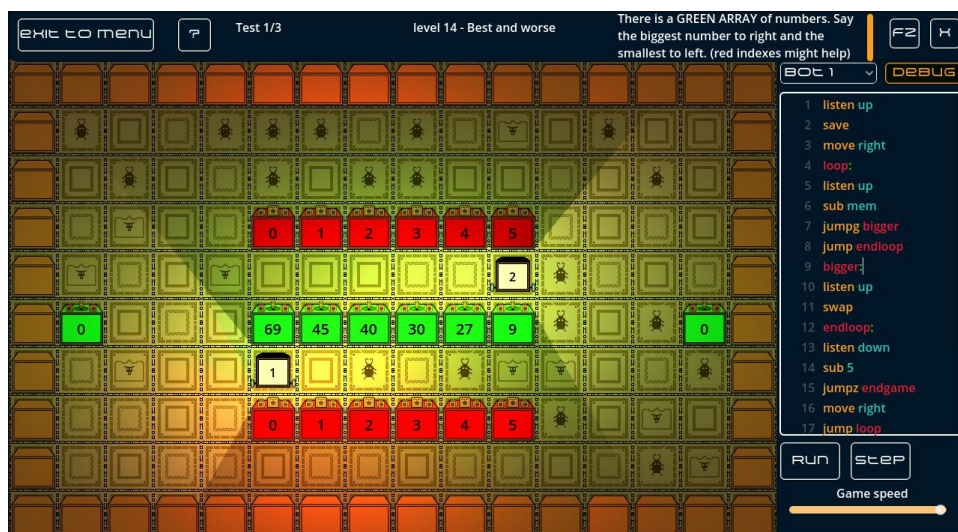 exit to menu
?
Test 1/3
level 14 - Best and worse
There is a GREEN ARRAY of numbers. Say
the biggest number to right and the
smallest to left. (red indexes might help)
FZ
X
BOT 1
DEBUG
1 listen up
2 save
3 move right
4 loop:
5 listen up
6 sub mem
7 jumpg bigger
8 jump endloop
9 bigger:
10 listen up
11 swap
12 endloop:
13 listen down
14 sub 5
15 jumpz endgame
16 move right
17 jump loop
0 1 2 3 4 5
2
0 69 45 40 30 27 9 0
1
0 1 2 3 4 5
RUN
STEP
Game speed